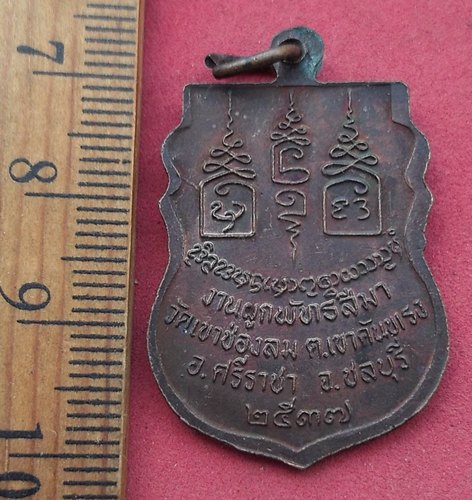 7
8
9
10
งานผูกพัทธ์สีมา
วัดเขาช่องลม ต.เขาคันทรง
อ.ศรีราชา จ.ชลบุรี
๒๕๓๗